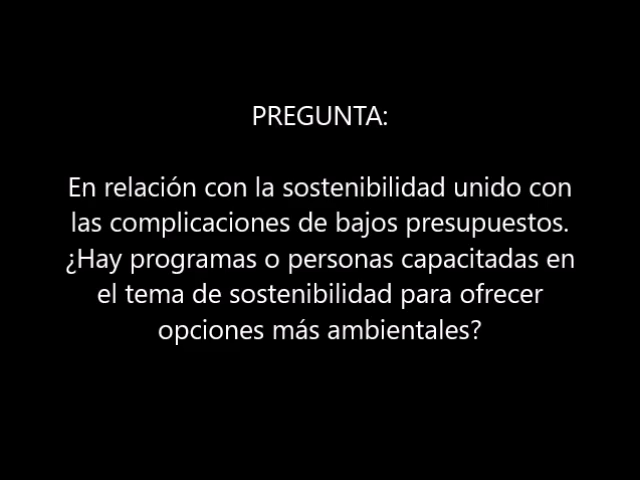 PREGUNTA:
En relación con la sostenibilidad unido con
las complicaciones de bajos presupuestos.
¿Hay programas o personas capacitadas en
el tema de sostenibilidad para ofrecer
opciones más ambientales?